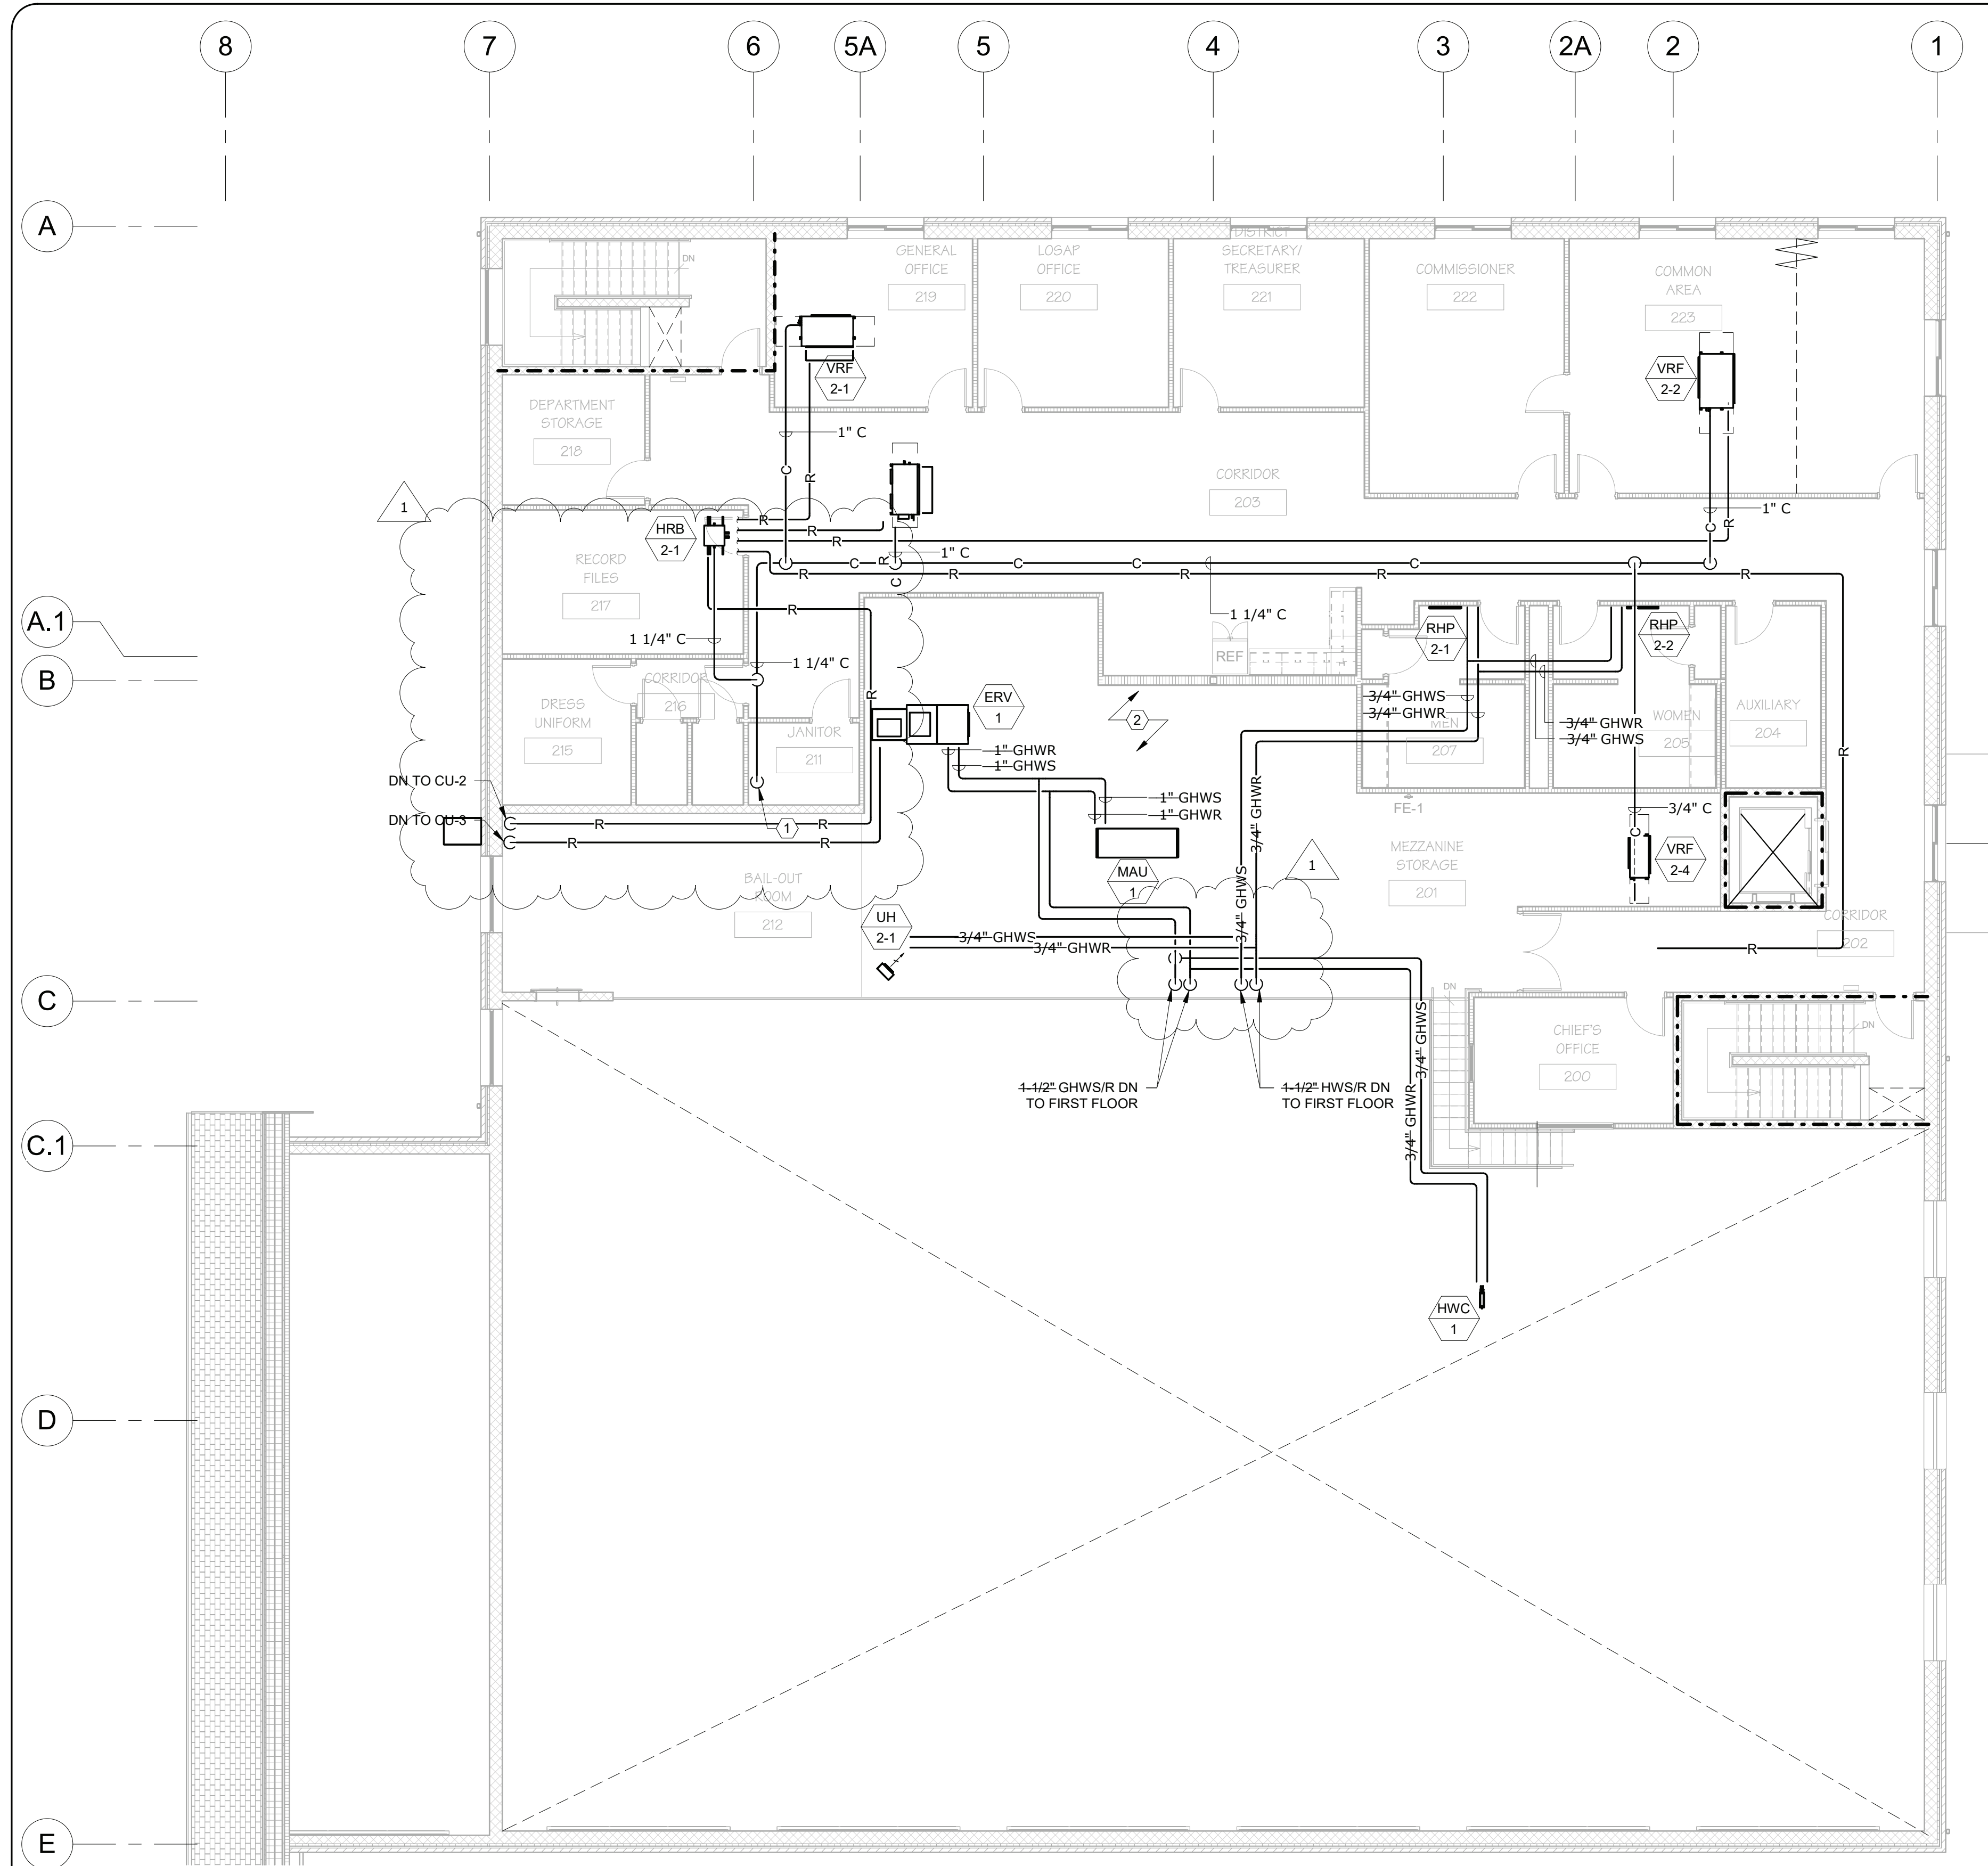 8
7
6
5A
5
4
3
2A
2
1
A
A.1
B
C
C.1
D
E
DN
GENERAL
OFFICE
219
LOSAP
OFFICE
220
DISTRICT
SECRETARY/
TREASURER
221
COMMISSIONER
222
COMMON
AREA
223
VRF
2-1
VRF
2-2
DEPARTMENT
STORAGE
218
1" C
C
R
CORRIDOR
203
1" C
C
R
1
HRB
2-1
R
R
R
1" C
R
C
C
C
C
C
R
R
R
R
R
RECORD
FILES
217
R
1 1/4" C
1 1/4" C
1 1/4" C
REF
RHP
2-1
RHP
2-2
CORRIDOR
216
DRESS
UNIFORM
215
JANITOR
211
R
ERV
1
2
3/4" GHWS
3/4" GHWR
MEN
207
3/4" GHWR
3/4" GHWS
WOMEN
205
AUXILIARY
204
R
1" GHWR
1" GHWS
1" GHWS
1" GHWR
DN TO CU-2
DN TO CU-3
R
R
R
R
1
MAU
1
3/4" GHWR
3/4" GHWS
1
FE-1
MEZZANINE
STORAGE
201
3/4" C
C
VRF
2-4
BAIL-OUT
ROOM
212
UH
2-1
3/4" GHWS
3/4" GHWR
CORRIDOR
202
R
DN
CHIEF'S
OFFICE
200
DN
1-1/2" GHWS/R DN
TO FIRST FLOOR
1-1/2" HWS/R DN
TO FIRST FLOOR
3/4" GHWS
3/4" GHWR
HWC
1